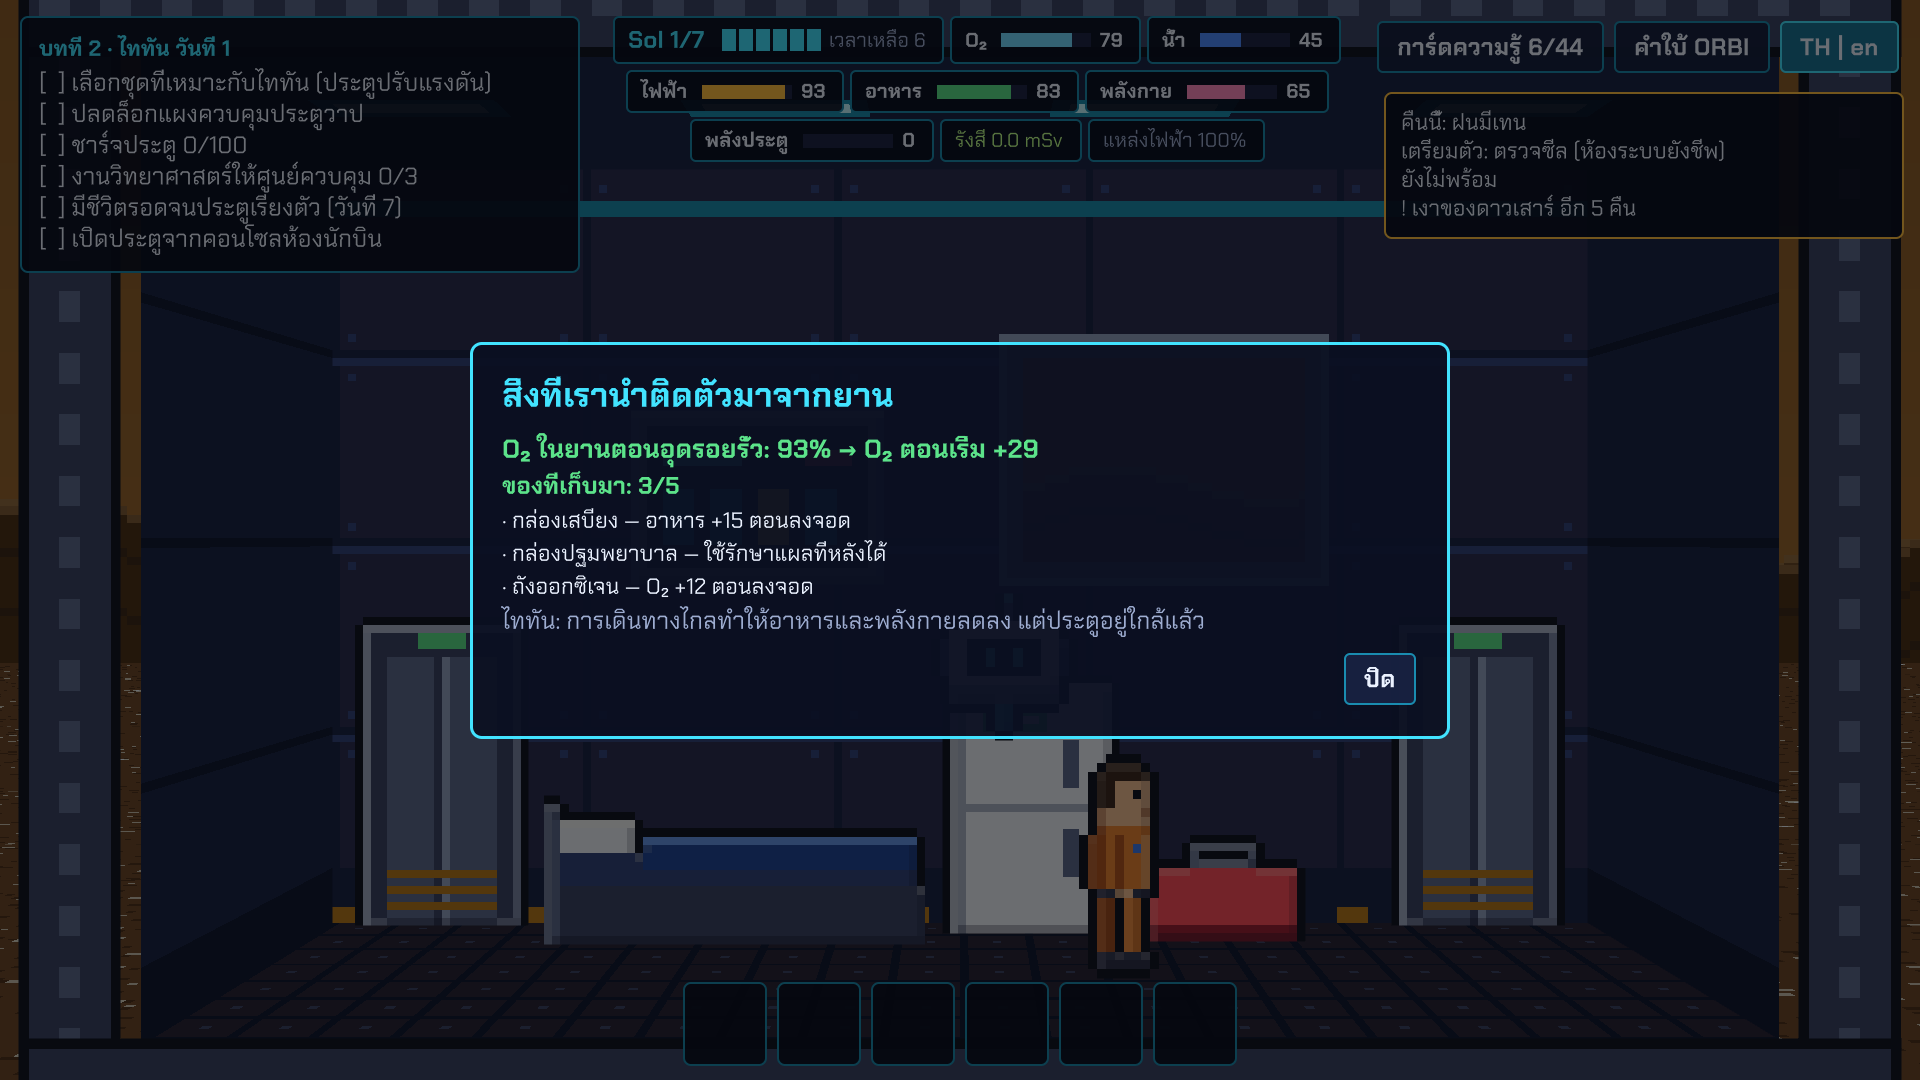 บทที่ 2 · ไททัน วันที่ 1
[ ] เลือกชุดที่เหมาะกับไททัน (ประตูปรับแรงดัน)
[ ] ปลดล็อกแผงควบคุมประตูวาป
[ ] ชาร์จประตู 0/100
[ ] งานวิทยาศาสตร์ให้ศูนย์ควบคุม 0/3
[ ] มีชีวิตรอดจนประตูเรียงตัว (วันที่ 7)
[ ] เปิดประตูจากคอนโซลห้องนักบิน
Sol 1/7 เวลาเหลือ 6
O₂ 79
น้ำ 45
ไฟฟ้า 93
อาหาร 83
พลังกาย 65
พลังประตู 0
รังสี 0.0 mSv
แหล่งไฟฟ้า 100%
การ์ดความรู้ 6/44
คำใบ้ ORBI
TH | en
คืนนี้: ฝนมีเทน
เตรียมตัว: ตรวจซีล (ห้องระบบยังชีพ)
ยังไม่พร้อม
! เงาของดาวเสาร์ อีก 5 คืน
สิ่งที่เรานำติดตัวมาจากยาน
O₂ ในยานตอนอุดรอยรั่ว: 93% → O₂ ตอนเริ่ม +29
ของที่เก็บมา: 3/5
· กล่องเสบียง — อาหาร +15 ตอนลงจอด
· กล่องปฐมพยาบาล — ใช้รักษาแผลทีหลังได้
· ถังออกซิเจน — O₂ +12 ตอนลงจอด
ไททัน: การเดินทางไกลทำให้อาหารและพลังกายลดลง แต่ประตูอยู่ใกล้แล้ว
ปิด